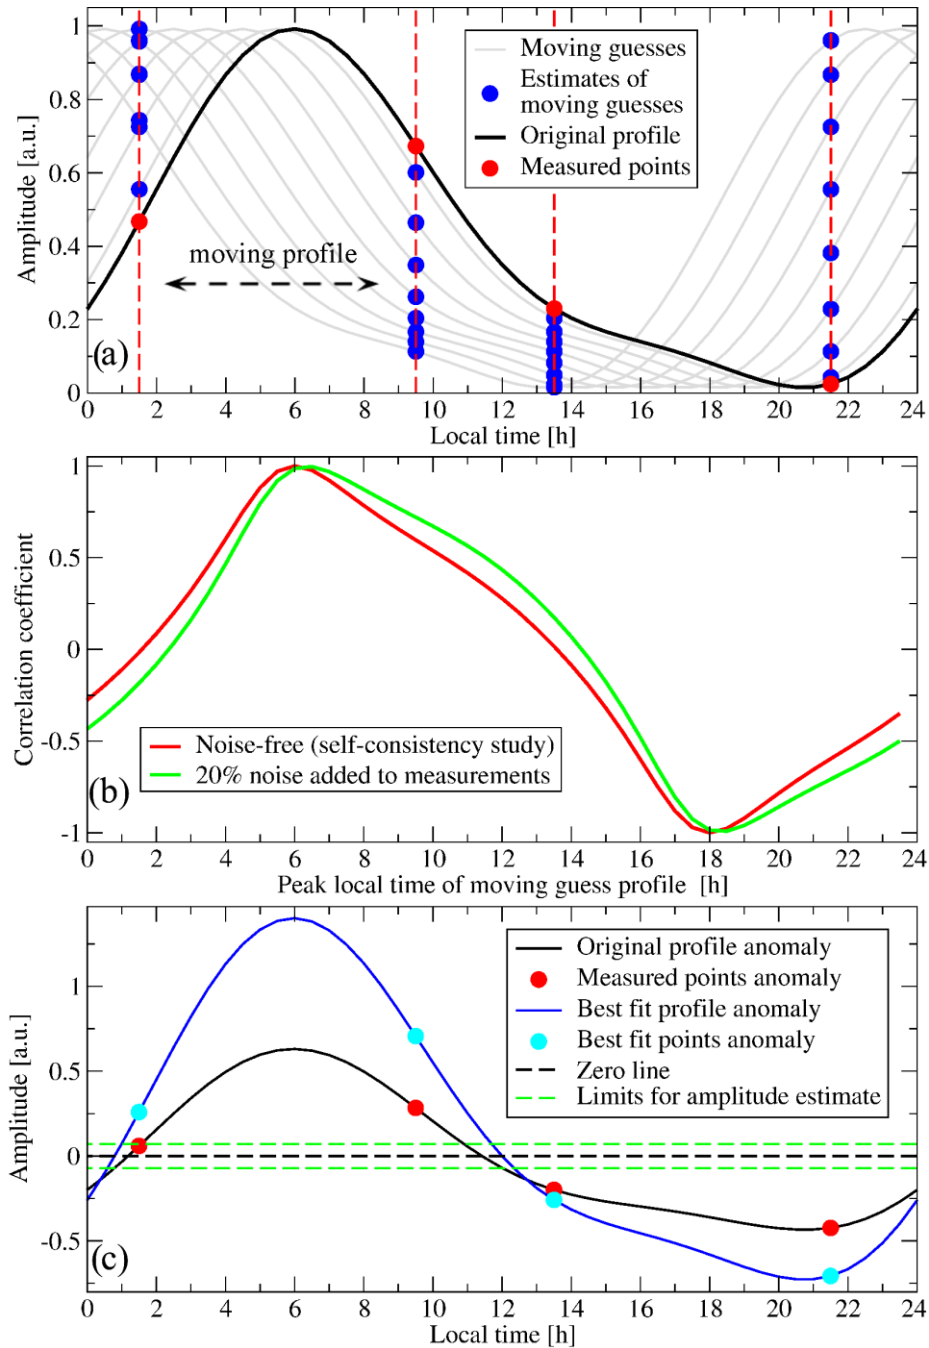 1
0.8
0.6
0.4
0.2
0
Amplitude [a.u.]
Moving guesses
Estimates of
moving guesses
Original profile
Measured points
moving profile
(a)
0 2 4 6 8 10 12 14 16 18 20 22 24
Local time [h]
1
0.5
0
-0.5
-1
Correlation coefficient
Noise-free (self-consistency study)
20% noise added to measurements
(b)
0 2 4 6 8 10 12 14 16 18 20 22 24
Peak local time of moving guess profile [h]
1
0.5
0
-0.5
Amplitude [a.u.]
Original profile anomaly
Measured points anomaly
Best fit profile anomaly
Best fit points anomaly
Zero line
Limits for amplitude estimate
(c)
0 2 4 6 8 10 12 14 16 18 20 22 24
Local time [h]